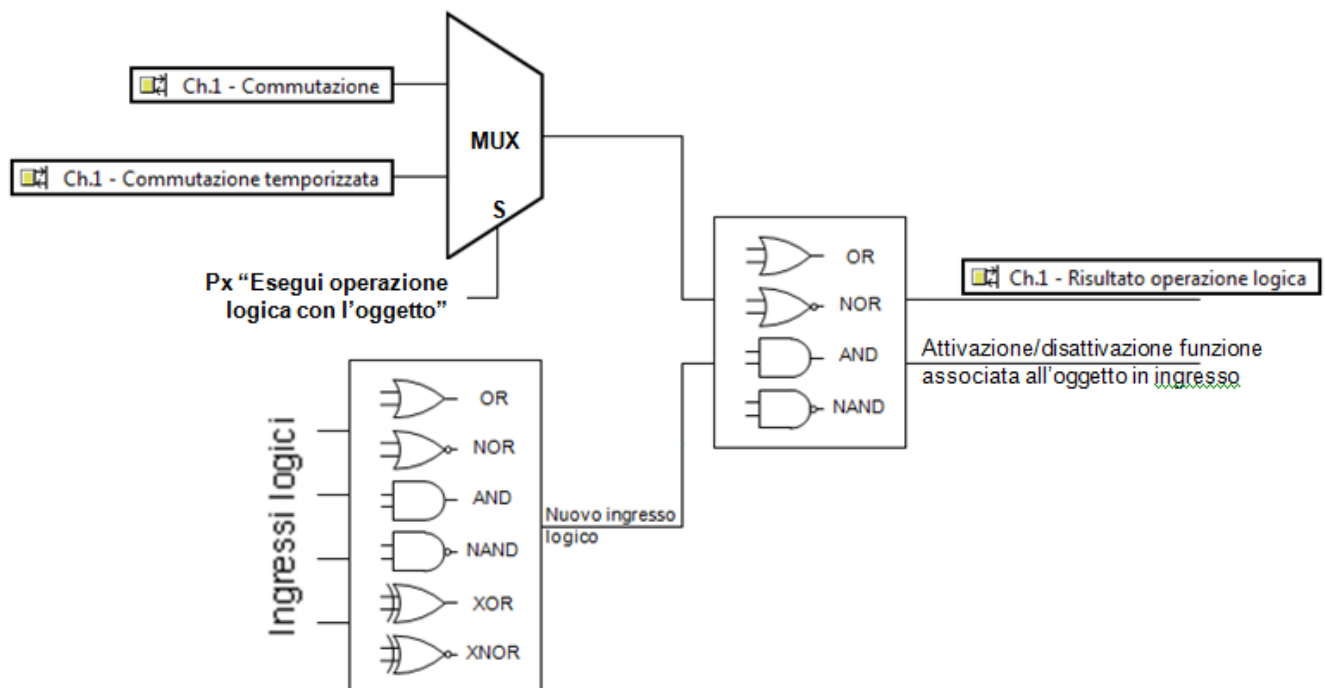 Ch.1 - Commutazione
MUX
Ch.1 - Commutazione temporizzata
S
Px “Esegui operazione
logica con l’oggetto”
OR
NOR
AND
NAND
Ch.1 - Risultato operazione logica
Attivazione/disattivazione funzione
associata all’oggetto in ingresso
Ingressi logici
OR
NOR
AND
NAND
XOR
XNOR
Nuovo ingresso
logico